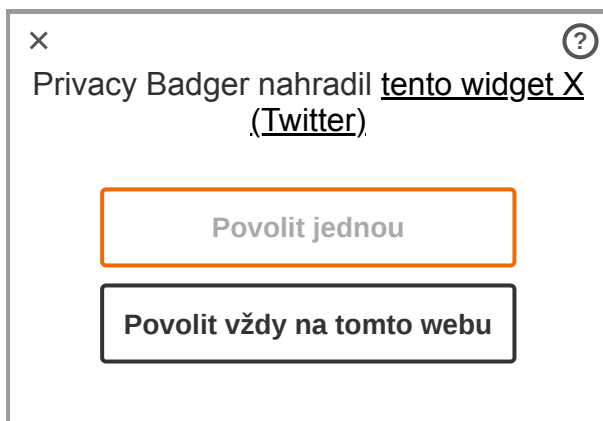 × ?
Privacy Badger nahradil tento widget X
(Twitter)
Povolit jednou
Povolit vždy na tomto webu